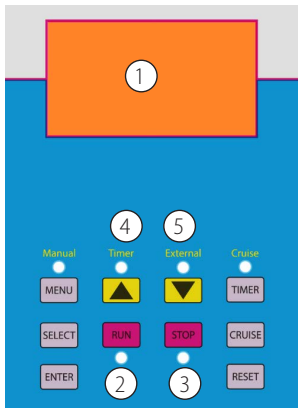 1
4 5
Manual Timer External Cruise
MENU TIMER
SELECT RUN STOP CRUISE
ENTER 2 3 RESET